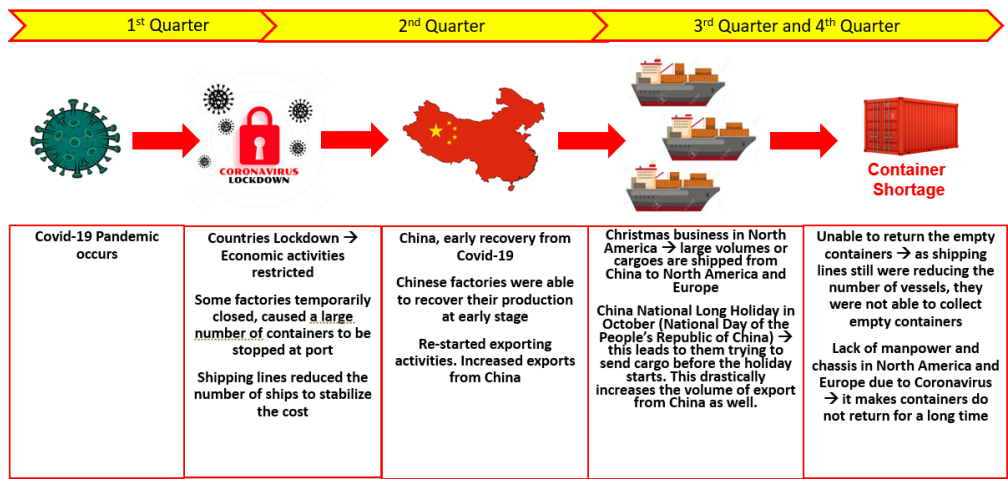 1st Quarter
2nd Quarter
3rd Quarter and 4th Quarter
CORONAVIRUS
LOCKDOWN
Container
Shortage
Covid-19 Pandemic
occurs
Countries Lockdown →
Economic activities
restricted
Some factories temporarily
closed, caused a large
number of containers to be
stopped at port
Shipping lines reduced the
number of ships to stabilize
the cost
China, early recovery from
Covid-19
Chinese factories were able
to recover their production
at early stage
Re-started exporting
activities. Increased exports
from China
Christmas business in North
America → large volumes or
cargoes are shipped from
China to North America and
Europe
China National Long Holiday in
October (National Day of the
People's Republic of China) →
this leads to them trying to
send cargo before the holiday
starts. This drastically
increases the volume of export
from China as well.
Unable to return the empty
containers → as shipping
lines still were reducing the
number of vessels, they
were not able to collect
empty containers
Lack of manpower and
chassis in North America and
Europe due to Coronavirus
→ it makes containers do
not return for a long time